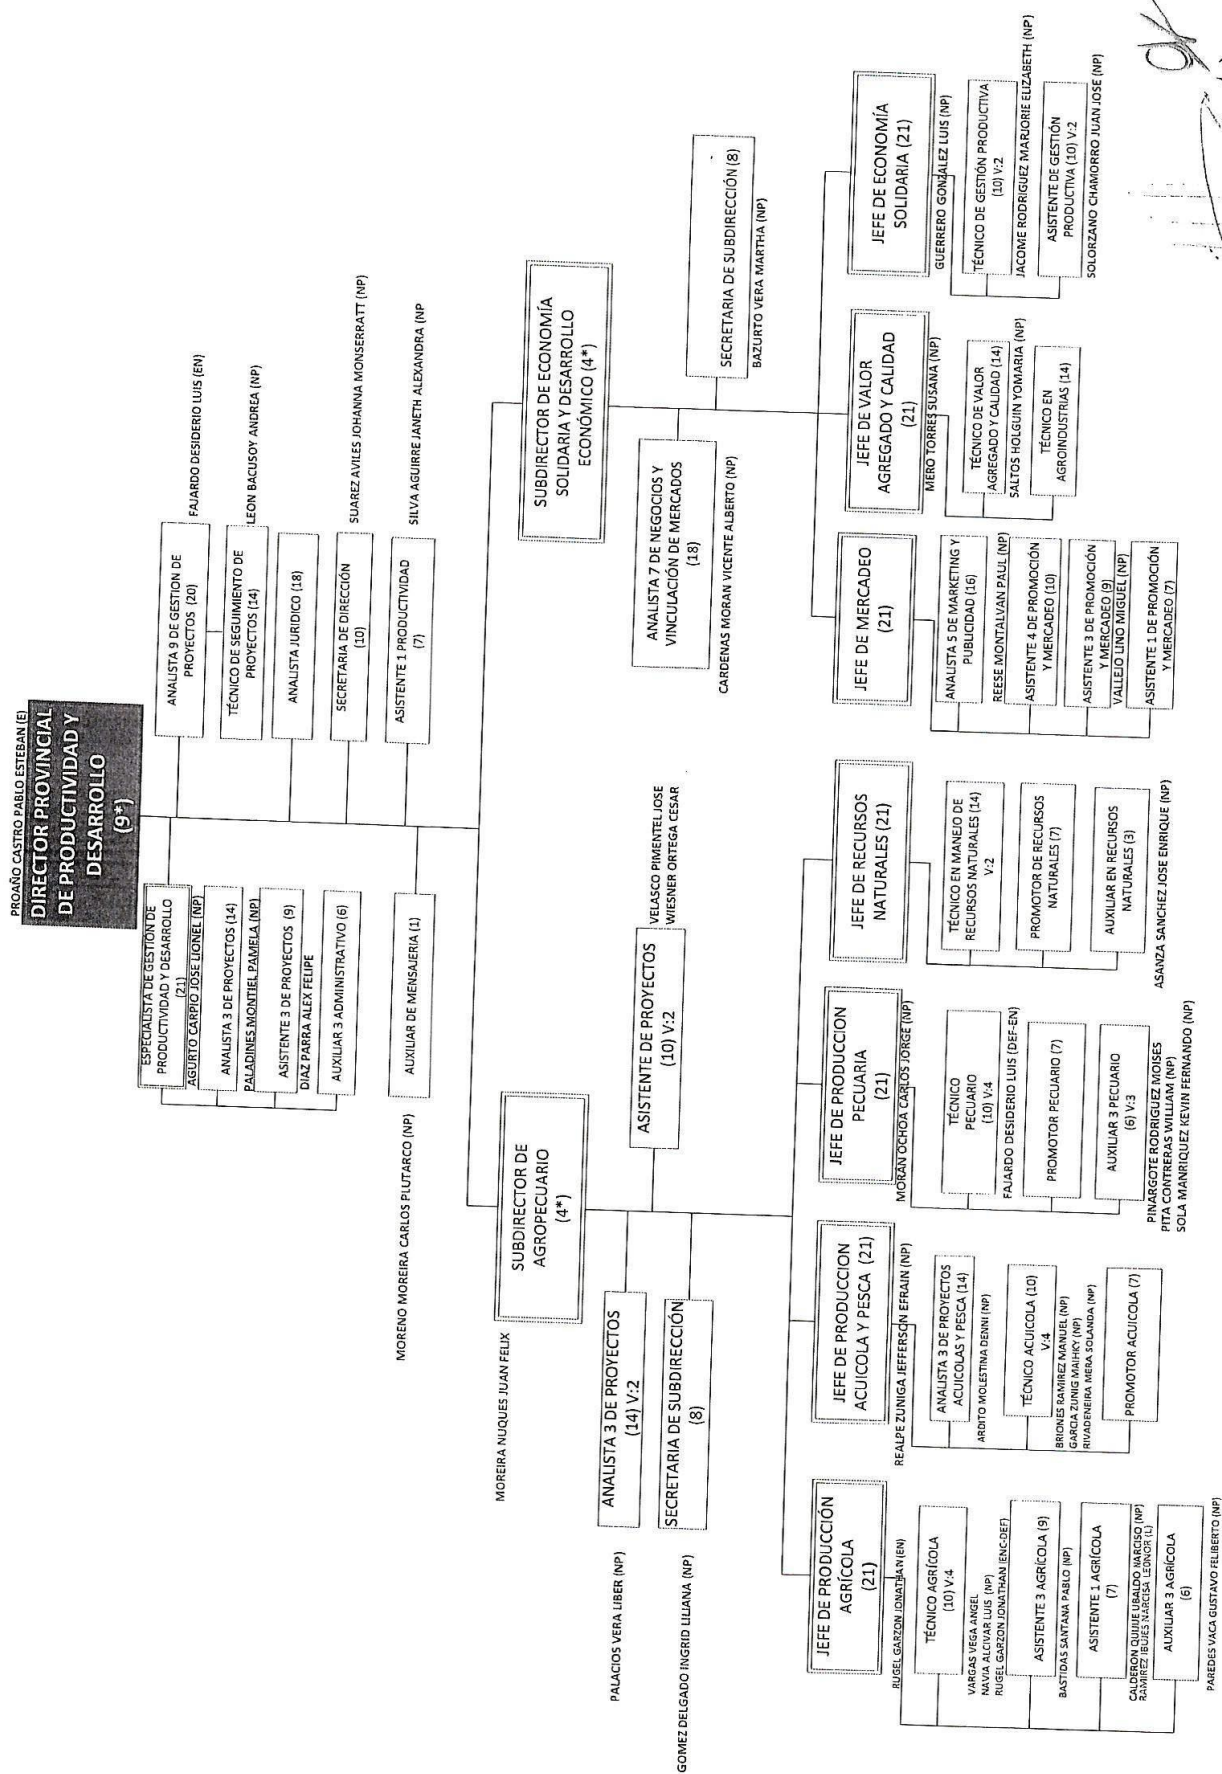 PROAÑO CASTRO PABLO ESTEBAN (E)
DIRECTOR PROVINCIAL
DE PRODUCTIVIDAD Y
DESARROLLO
(9*)
ESPECIALISTA DE GESTIÓN DE
PRODUCTIVIDAD Y DESARROLLO
(21)
AGURTO CARPIO JOSE LIONEL (NP)
ANALISTA 3 DE PROYECTOS (14)
PALADINES MONTIEL PAMELA (NP)
ASISTENTE 3 DE PROYECTOS (9)
DIAZ PARRA ALEX FELIPE
AUXILIAR 3 ADMINISTRATIVO (6)
AUXILIAR DE MENSAJERIA (1)
MORENO MOREIRA CARLOS PLUTARCO (NP)
ANALISTA 9 DE GESTION DE
PROYECTOS (20)
FAJARDO DESIDERIO LUIS (EN)
TÉCNICO DE SEGUIMIENTO DE
PROYECTOS (14)
LEON BACUSOY ANDREA (NP)
ANALISTA JURIDICO (18)
SECRETARIA DE DIRECCIÓN
(10)
SUAREZ AVILES JOHANNA MONSERRATT (NP)
ASISTENTE 1 PRODUCTIVIDAD
(7)
SILVA AGUIRRE JANETH ALEXANDRA (NP
MOREIRA NUQUES JUAN FELIX
SUBDIRECTOR DE
AGROPECUARIO
(4*)
PALACIOS VERA LIBER (NP)
ANALISTA 3 DE PROYECTOS
(14) V:2
GOMEZ DELGADO INGRID LILIANA (NP)
SECRETARIA DE SUBDIRECCIÓN
(8)
ASISTENTE DE PROYECTOS
(10) V:2
VELASCO PIMENTEL JOSE
WIESNER ORTEGA CESAR
SUBDIRECTOR DE ECONOMÍA
SOLIDARIA Y DESARROLLO
ECONÓMICO (4*)
ANALISTA 7 DE NEGOCIOS Y
VINCULACIÓN DE MERCADOS
(18)
CARDENAS MORAN VICENTE ALBERTO (NP)
SECRETARIA DE SUBDIRECCIÓN (8)
BAZURTO VERA MARTHA (NP)
JEFE DE PRODUCCIÓN
AGRÍCOLA
(21)
RUGEL GARZON JONATHAN (EN)
TÉCNICO AGRÍCOLA
(10) V:4
VARGAS VEGA ANGEL
NAVIA ALCIVAR LUIS (NP)
RUGEL GARZON JONATHAN (ENC-DEF)
ASISTENTE 3 AGRÍCOLA (9)
BASTIDAS SANTANA PABLO (NP)
ASISTENTE 1 AGRÍCOLA
(7)
CALDERON QUIJIJE UBALDO NARCISO (NP)
RAMIREZ IBUJES NARCISA LEONOR (L)
AUXILIAR 3 AGRÍCOLA
(6)
PAREDES VACA GUSTAVO FELIBERTO (NP)
JEFE DE PRODUCCION
ACUICOLA Y PESCA (21)
REALPE ZUNIGA JEFFERSON EFRAIN (NP)
ANALISTA 3 DE PROYECTOS
ACUICOLAS Y PESCA (14)
ARDITO MOLESTINA DENNI (NP)
TÉCNICO ACUICOLA (10)
V:4
BRIONES RAMIREZ MANUEL (NP)
GARCIA ZUNIG MAIHKY (NP)
RIVADENEIRA MERA SOLANDA (NP)
PROMOTOR ACUICOLA (7)
JEFE DE PRODUCCION
PECUARIA
(21)
MORÁN OCHOA CARLOS JORGE (NP)
TÉCNICO
PECUARIO
(10) V:4
FAJARDO DESIDERIO LUIS (DEF-EN)
PROMOTOR PECUARIO (7)
AUXILIAR 3 PECUARIO
(6) V:3
PINARGOTE RODRIGUEZ MOISES
PITA CONTRERAS WILLIAM (NP)
SOLA MANRIQUEZ KEVIN FERNANDO (NP)
JEFE DE RECURSOS
NATURALES (21)
TÉCNICO EN MANEJO DE
RECURSOS NATURALES (14)
V:2
PROMOTOR DE RECURSOS
NATURALES (7)
AUXILIAR EN RECURSOS
NATURALES (3)
ASANZA SANCHEZ JOSE ENRIQUE (NP)
JEFE DE MERCADEO
(21)
ANALISTA 5 DE MARKETING Y
PUBLICIDAD (16)
REESE MONTALVAN PAUL (NP)
ASISTENTE 4 DE PROMOCIÓN
Y MERCADEO (10)
ASISTENTE 3 DE PROMOCIÓN
Y MERCADEO (9)
VALLEJO LINO MIGUEL (NP)
ASISTENTE 1 DE PROMOCIÓN
Y MERCADEO (7)
JEFE DE VALOR
AGREGADO Y CALIDAD
(21)
MERO TORRES SUSANA (NP)
TÉCNICO DE VALOR
AGREGADO Y CALIDAD (14)
SALTOS HOLGUIN YOMARIA (NP)
TÉCNICO EN
AGROINDUSTRIAS (14)
JEFE DE ECONOMÍA
SOLIDARIA (21)
GUERRERO GONZALEZ LUIS (NP)
TÉCNICO DE GESTIÓN PRODUCTIVA
(10) V:2
JACOME RODRIGUEZ MARJORIE ELIZABETH (NP)
ASISTENTE DE GESTIÓN
PRODUCTIVA (10) V:2
SOLORZANO CHAMORRO JUAN JOSE (NP)